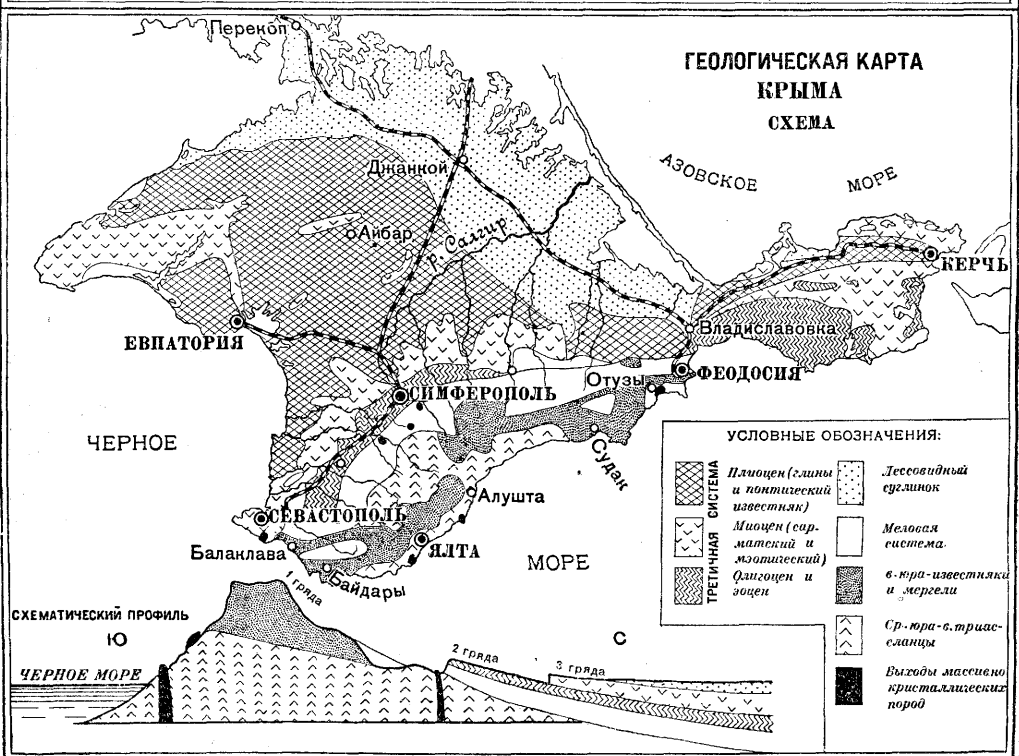 ГЕОЛОГИЧЕСКАЯ КАРТА
КРЫМА
СХЕМА
Перекоп
АЗОВСКОЕ МОРЕ
Джанкой
Айбар
р. Салгир
КЕРЧЬ
ЕВПАТОРИЯ
Владиславовка
ФЕОДОСИЯ
Отузы
СИМФЕРОПОЛЬ
Судак
ЧЕРНОЕ
МОРЕ
Алушта
СЕВАСТОПОЛЬ
ЯЛТА
Балаклава
Байдары
УСЛОВНЫЕ ОБОЗНАЧЕНИЯ:
ТРЕТИЧНАЯ СИСТЕМА
Плиоцен (глины
и понтический
известняк)
Миоцен (сар-
матский и
мэотический)
Олигоцен и
эоцен
Лессовидный
суглинок
Меловая
система.
в. юра-известняки
и мергели
Ср. юра-в. триас-
сланцы
Выходы массивно
кристаллических
пород
СХЕМАТИЧЕСКИЙ ПРОФИЛЬ
Ю
С
1 гряда
2 гряда
3 гряда
ЧЕРНОЕ МОРЕ